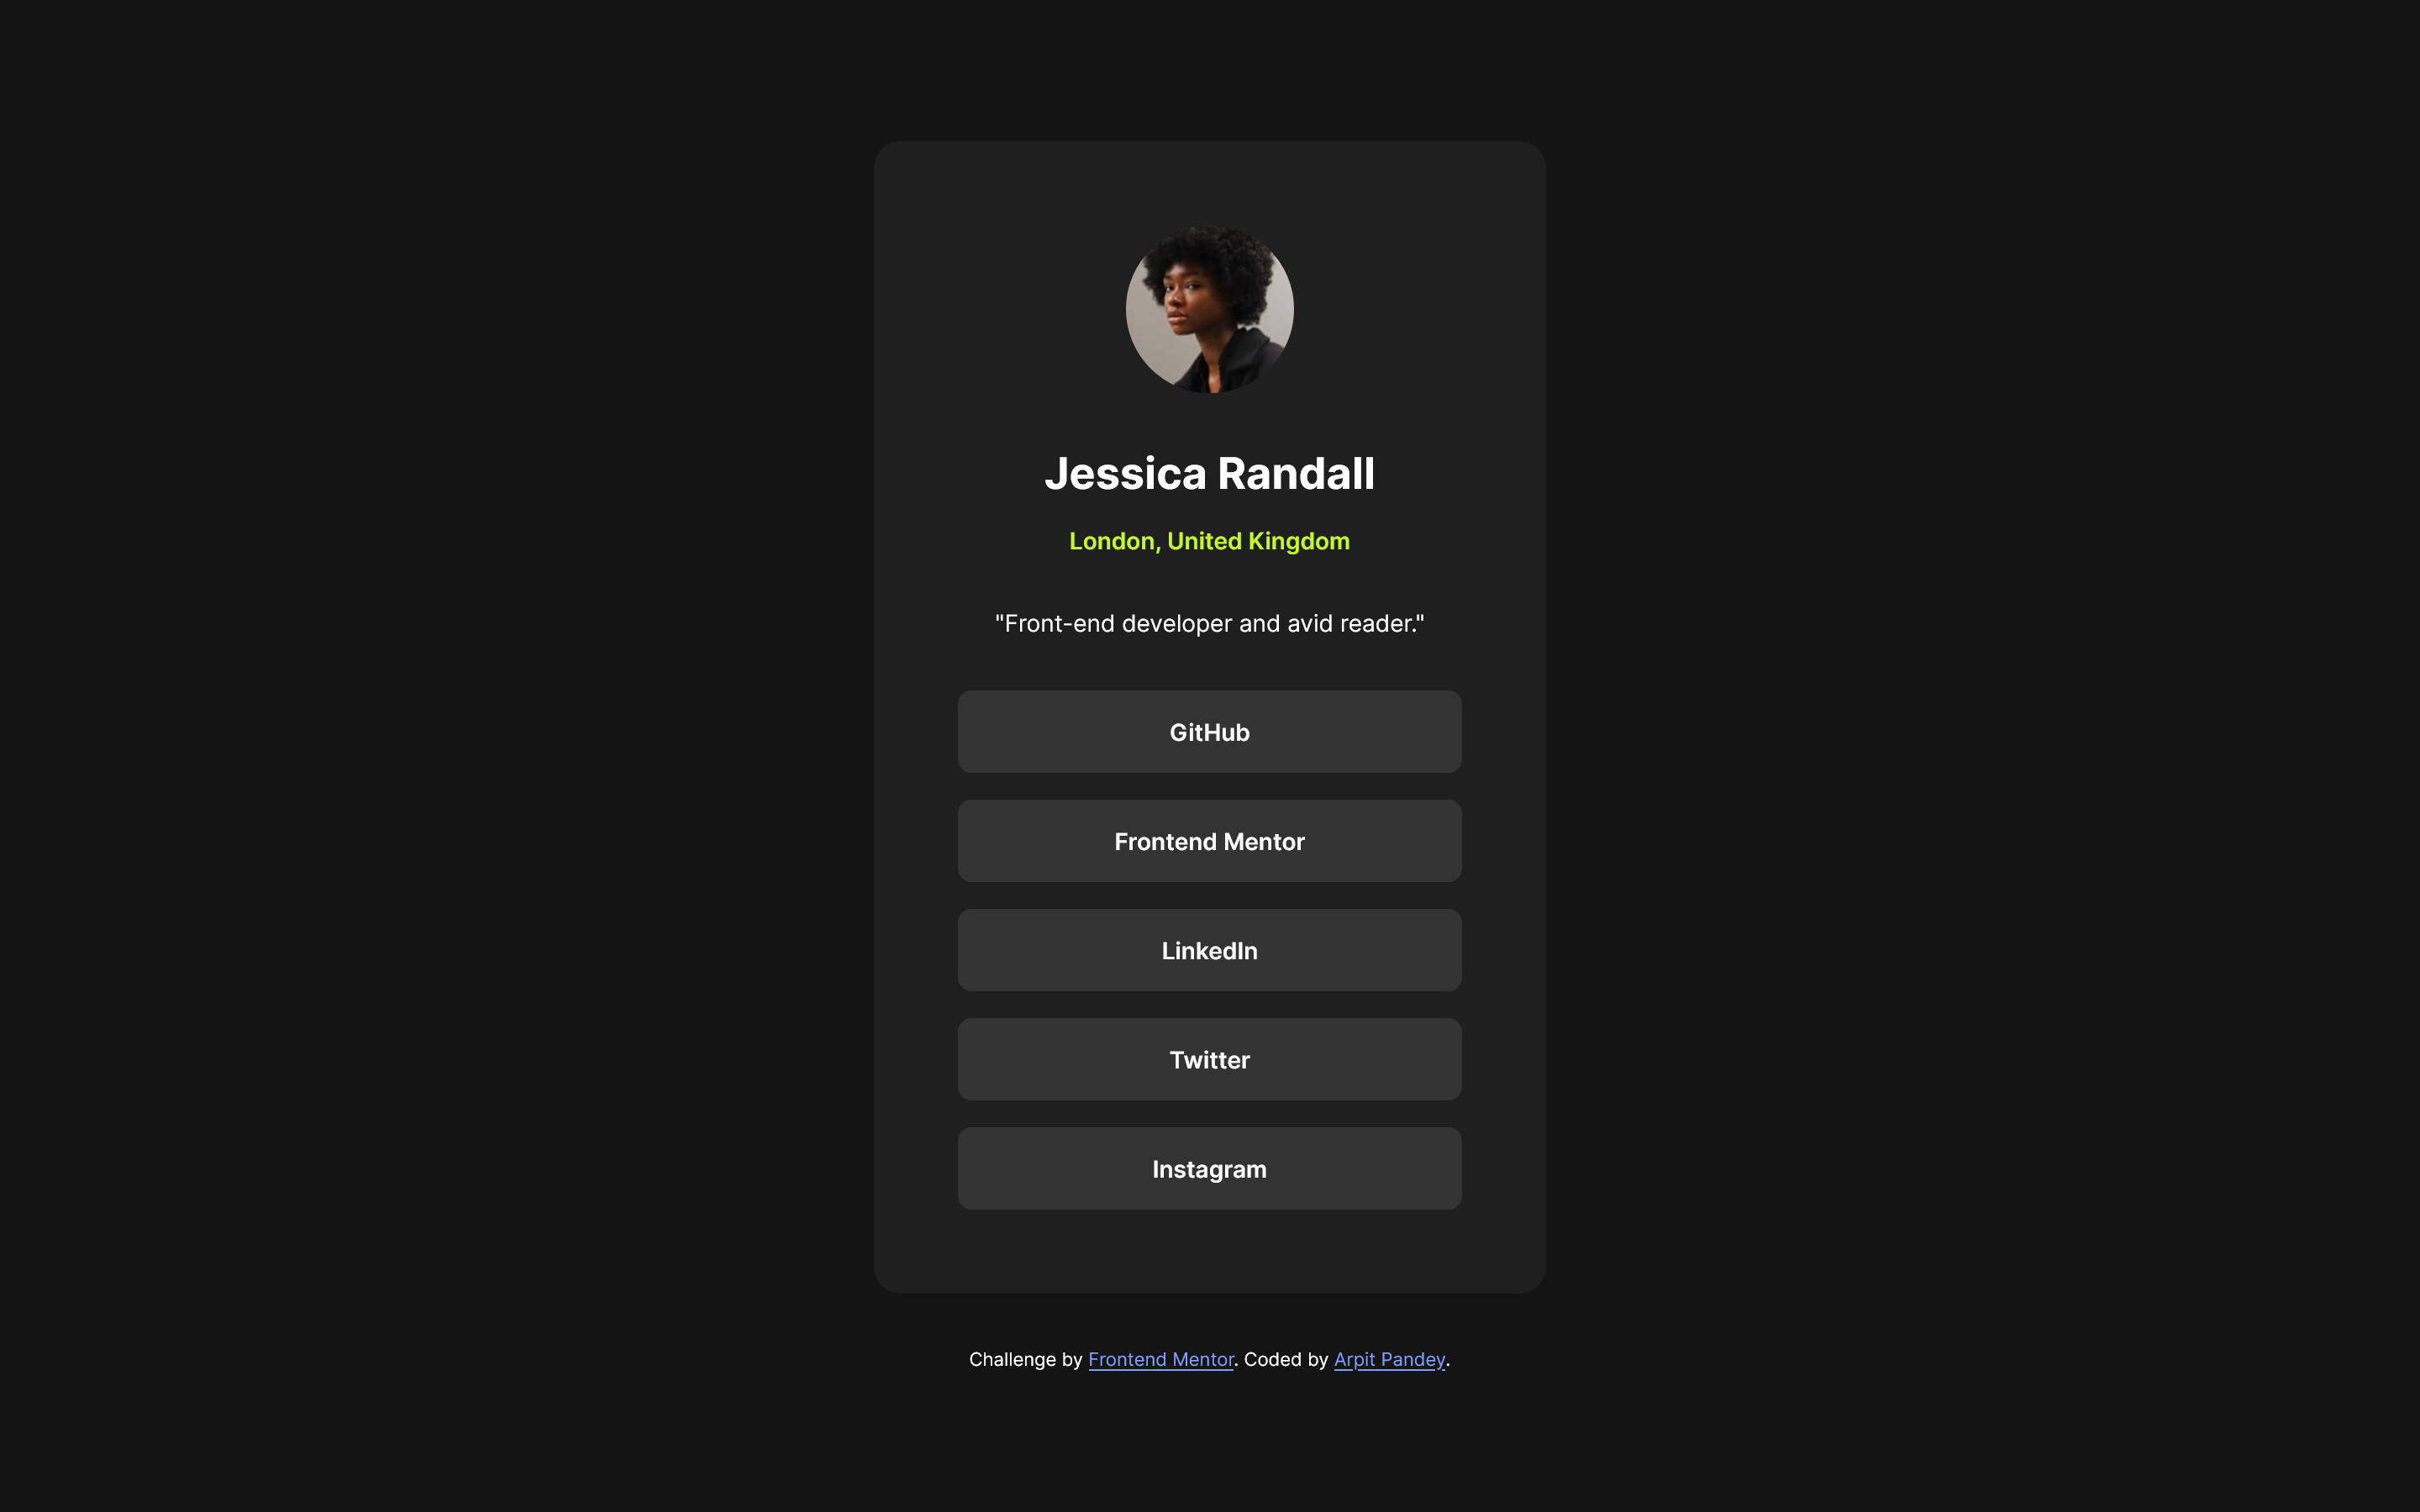 Jessica Randall
London, United Kingdom
"Front-end developer and avid reader."
GitHub
Frontend Mentor
LinkedIn
Twitter
Instagram
Challenge by Frontend Mentor. Coded by Arpit Pandey.